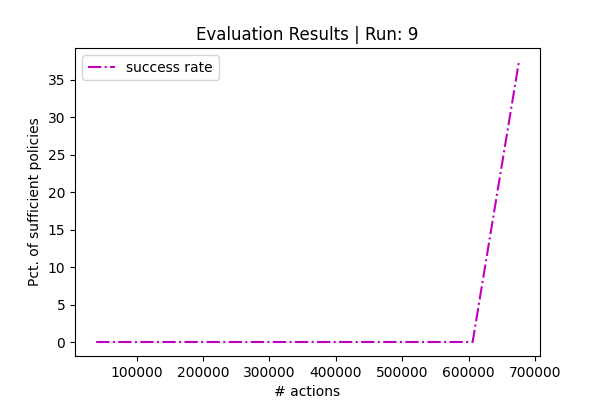 Evaluation Results | Run: 9
success rate
Pct. of sufficient policies
35
30
25
20
15
10
5
0
100000 200000 300000 400000 500000 600000 700000
# actions